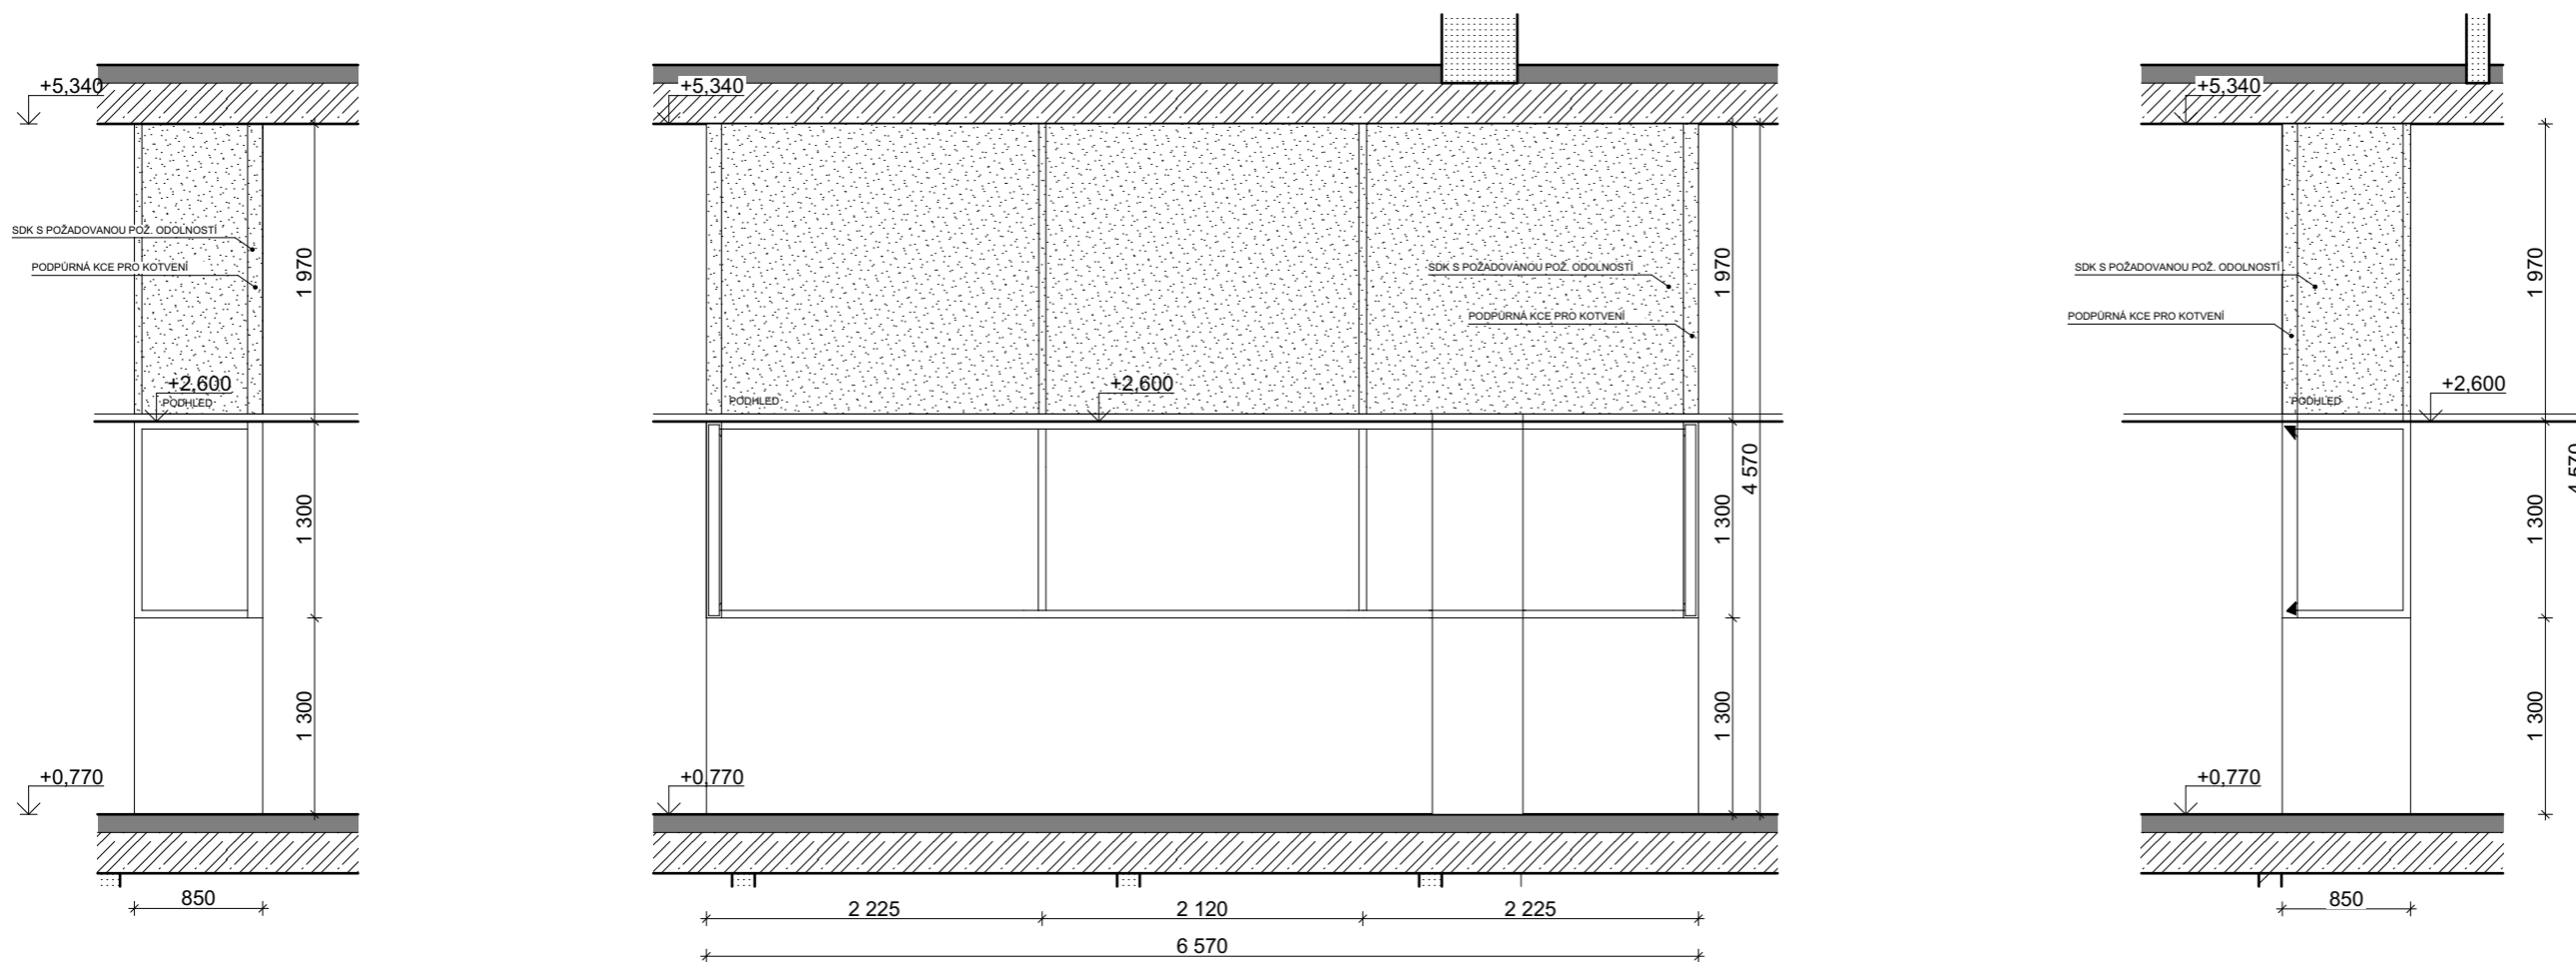 +5,340
SDK S POŽADOVANOU POŽ. ODOLNOSTÍ
PODPŮRNÁ KCE PRO KOTVENÍ
1 970
+2,600
PODHLED
1 300
1 300
+0,770
850
+5,340
SDK S POŽADOVANOU POŽ. ODOLNOSTÍ
PODPŮRNÁ KCE PRO KOTVENÍ
1 970
+2,600
PODHLED
4 570
1 300
1 300
+0,770
2 225
2 120
2 225
6 570
+5,340
SDK S POŽADOVANOU POŽ. ODOLNOSTÍ
PODPŮRNÁ KCE PRO KOTVENÍ
1 970
+2,600
PODHLED
4 570
1 300
1 300
+0,770
850